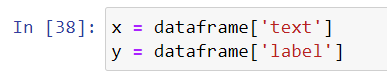 In [38]: x = dataframe['text']
y = dataframe['label']